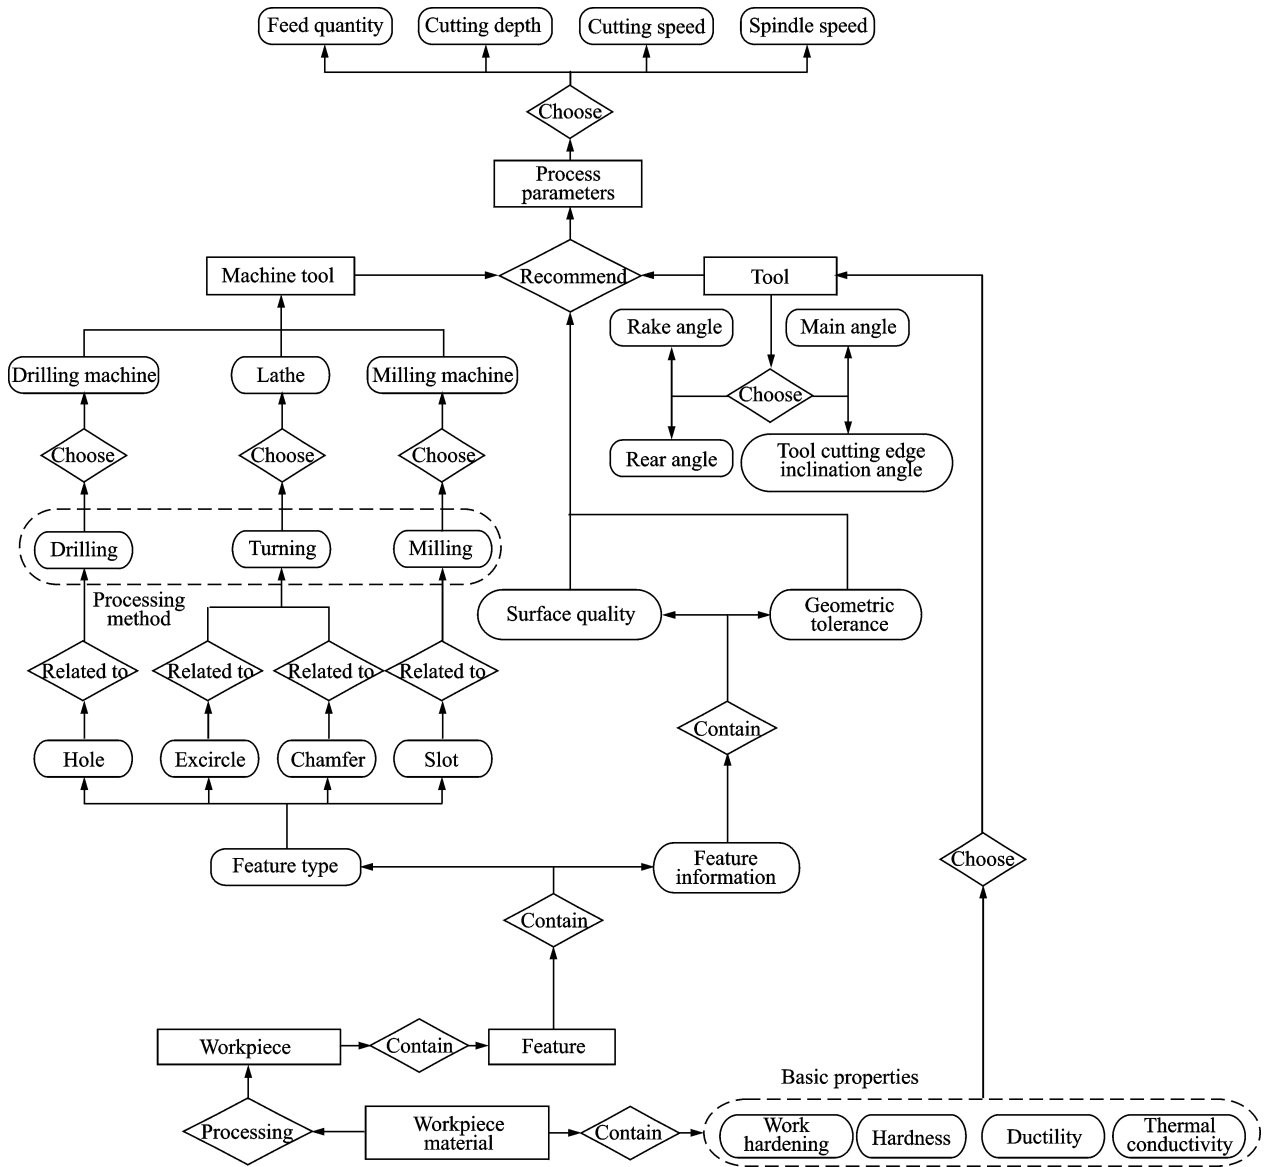 Feed quantity
Cutting depth
Cutting speed
Spindle speed
Choose
Process
parameters
Machine tool
Recommend
Tool
Rake angle
Main angle
Choose
Rear angle
Tool cutting edge
inclination angle
Drilling machine
Lathe
Milling machine
Choose
Choose
Choose
Drilling
Turning
Milling
Processing
method
Surface quality
Geometric
tolerance
Related to
Related to
Related to
Related to
Contain
Hole
Excircle
Chamfer
Slot
Feature type
Feature
information
Choose
Contain
Workpiece
Contain
Feature
Basic properties
Processing
Workpiece
material
Contain
Work
hardening
Hardness
Ductility
Thermal
conductivity